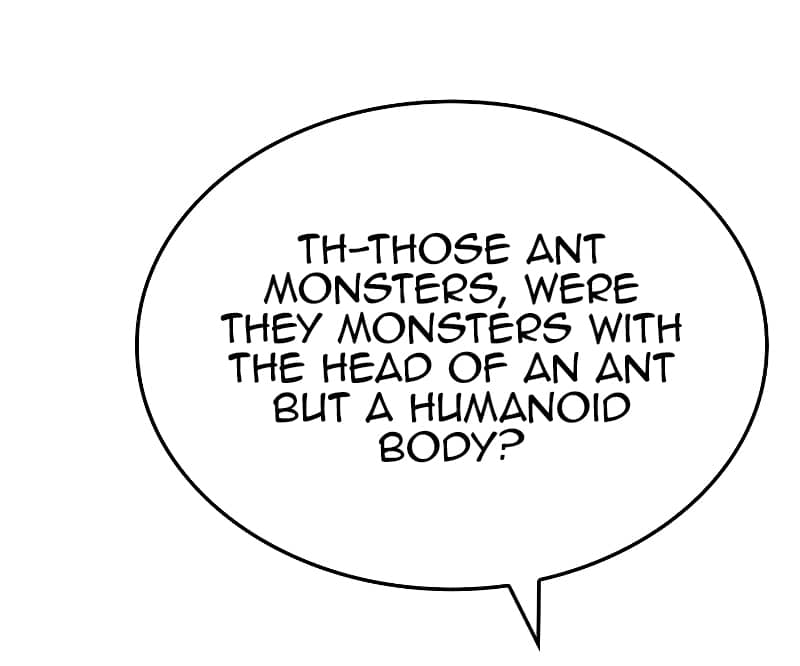 TH-THOSE ANT
MONSTERS, WERE
THEY MONSTERS WITH
THE HEAD OF AN ANT
BUT A HUMANOID
BODY?